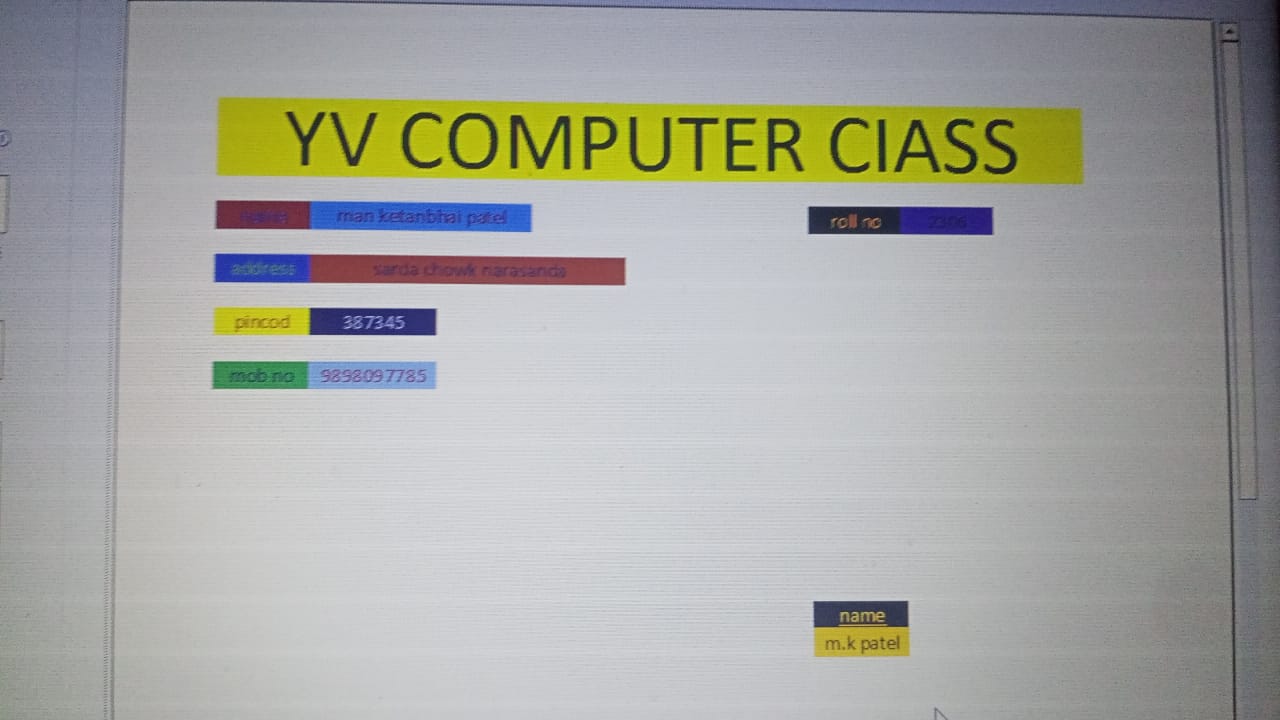 YV COMPUTER CIASS
name man ketanbhai patel roll no 2306
address sarda chowk narasanda
pincod 387345
mob no 9898097785
name
m.k patel